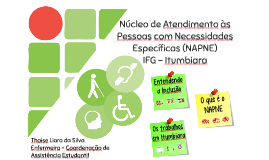 Núcleo de Atendimento às
Pessoas com Necessidades
Específicas (NAPNE)
IFG - Itumbiara
Entendendo
a Inclusão
O que é o
NAPNE
Os trabalhos
em Itumbiara
Thaise Liara da Silva
Enfermeira - Coordenação de
Assistência Estudantil